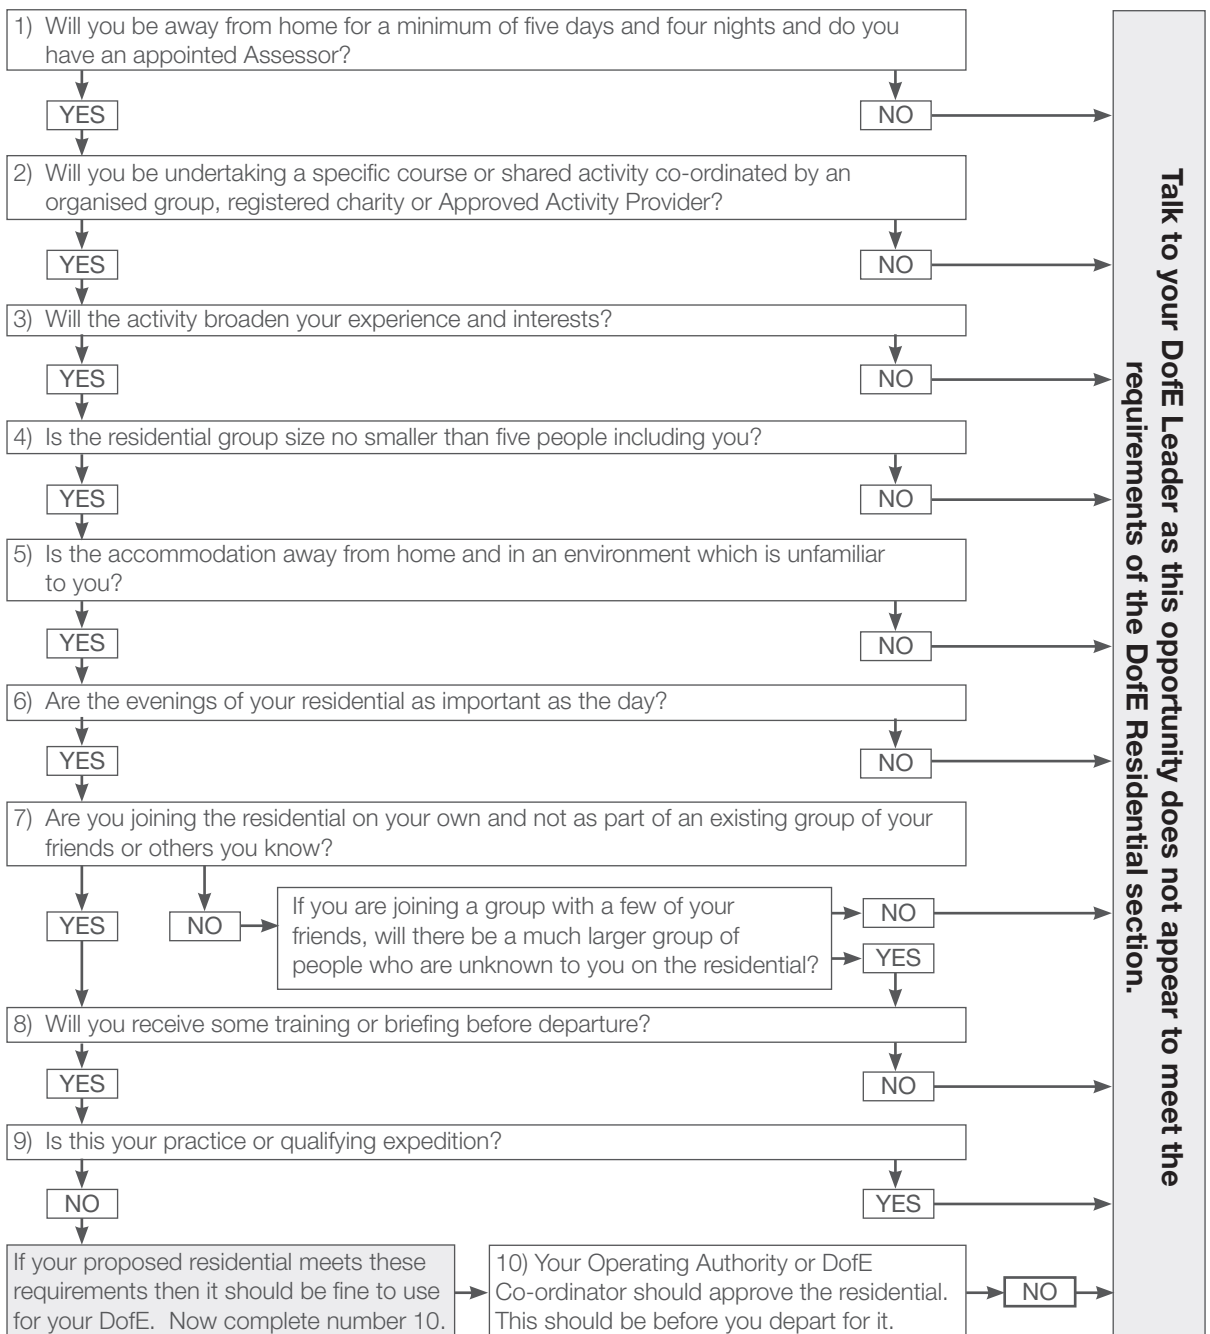 1) Will you be away from home for a minimum of five days and four nights and do you
have an appointed Assessor?
YES
NO
2) Will you be undertaking a specific course or shared activity co-ordinated by an
organised group, registered charity or Approved Activity Provider?
YES
NO
3) Will the activity broaden your experience and interests?
YES
NO
4) Is the residential group size no smaller than five people including you?
YES
NO
5) Is the accommodation away from home and in an environment which is unfamiliar
to you?
YES
NO
6) Are the evenings of your residential as important as the day?
YES
NO
7) Are you joining the residential on your own and not as part of an existing group of your
friends or others you know?
YES
NO
If you are joining a group with a few of your
friends, will there be a much larger group of
people who are unknown to you on the residential?
NO
YES
8) Will you receive some training or briefing before departure?
YES
NO
9) Is this your practice or qualifying expedition?
NO
YES
If your proposed residential meets these
requirements then it should be fine to use
for your DofE. Now complete number 10.
10) Your Operating Authority or DofE
Co-ordinator should approve the residential.
This should be before you depart for it.
NO
Talk to your DofE Leader as this opportunity does not appear to meet the
requirements of the DofE Residential section.